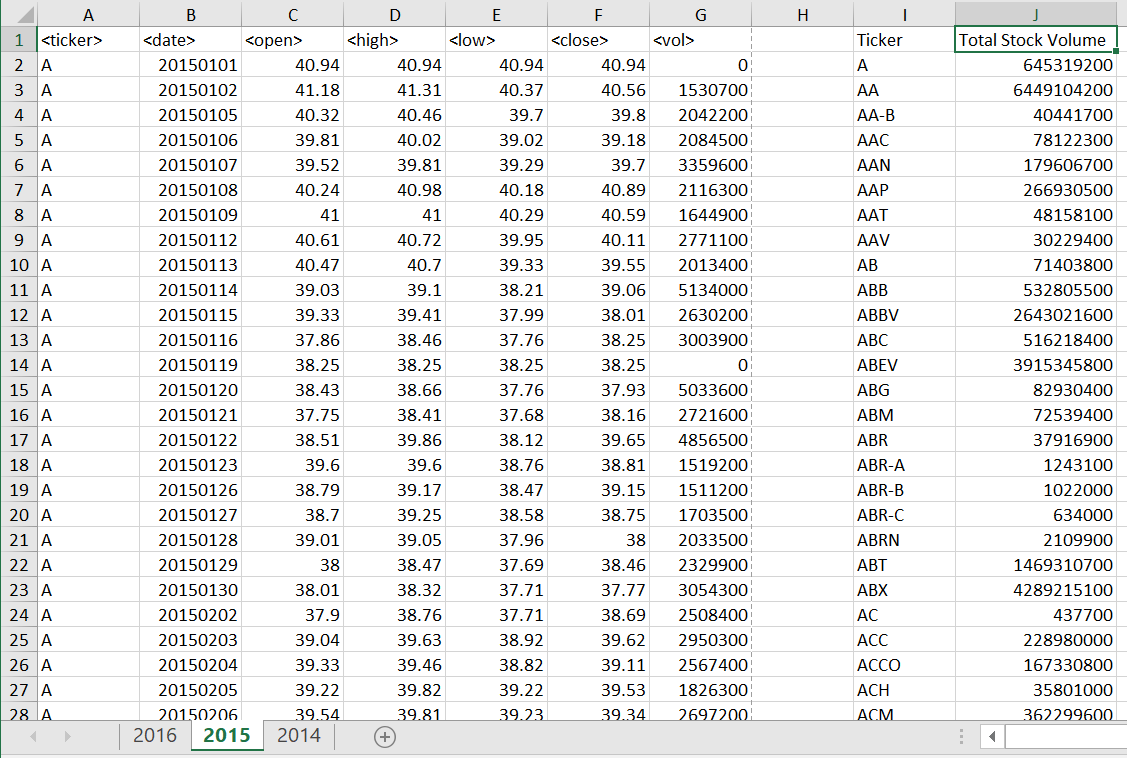 A B C D E F G H I J
1 <ticker> <date> <open> <high> <low> <close> <vol> Ticker Total Stock Volume
2 A 20150101 40.94 40.94 40.94 40.94 0 A 645319200
3 A 20150102 41.18 41.31 40.37 40.56 1530700 AA 6449104200
4 A 20150105 40.32 40.46 39.7 39.8 2042200 AA-B 40441700
5 A 20150106 39.81 40.02 39.02 39.18 2084500 AAC 78122300
6 A 20150107 39.52 39.81 39.29 39.7 3359600 AAN 179606700
7 A 20150108 40.24 40.98 40.18 40.89 2116300 AAP 266930500
8 A 20150109 41 41 40.29 40.59 1644900 AAT 48158100
9 A 20150112 40.61 40.72 39.95 40.11 2771100 AAV 30229400
10 A 20150113 40.47 40.7 39.33 39.55 2013400 AB 71403800
11 A 20150114 39.03 39.1 38.21 39.06 5134000 ABB 532805500
12 A 20150115 39.33 39.41 37.99 38.01 2630200 ABBV 2643021600
13 A 20150116 37.86 38.46 37.76 38.25 3003900 ABC 516218400
14 A 20150119 38.25 38.25 38.25 38.25 0 ABEV 3915345800
15 A 20150120 38.43 38.66 37.76 37.93 5033600 ABG 82930400
16 A 20150121 37.75 38.41 37.68 38.16 2721600 ABM 72539400
17 A 20150122 38.51 39.86 38.12 39.65 4856500 ABR 37916900
18 A 20150123 39.6 39.6 38.76 38.81 1519200 ABR-A 1243100
19 A 20150126 38.79 39.17 38.47 39.15 1511200 ABR-B 1022000
20 A 20150127 38.7 39.25 38.58 38.75 1703500 ABR-C 634000
21 A 20150128 39.01 39.05 37.96 38 2033500 ABRN 2109900
22 A 20150129 38 38.47 37.69 38.46 2329900 ABT 1469310700
23 A 20150130 38.01 38.32 37.71 37.77 3054300 ABX 4289215100
24 A 20150202 37.9 38.76 37.71 38.69 2508400 AC 437700
25 A 20150203 39.04 39.63 38.92 39.62 2950300 ACC 228980000
26 A 20150204 39.33 39.46 38.82 39.11 2567400 ACCO 167330800
27 A 20150205 39.22 39.82 39.22 39.53 1826300 ACH 35801000
28 A 20150206 39.54 39.81 39.23 39.34 2697200 ACM 362299600
2016 2015 2014